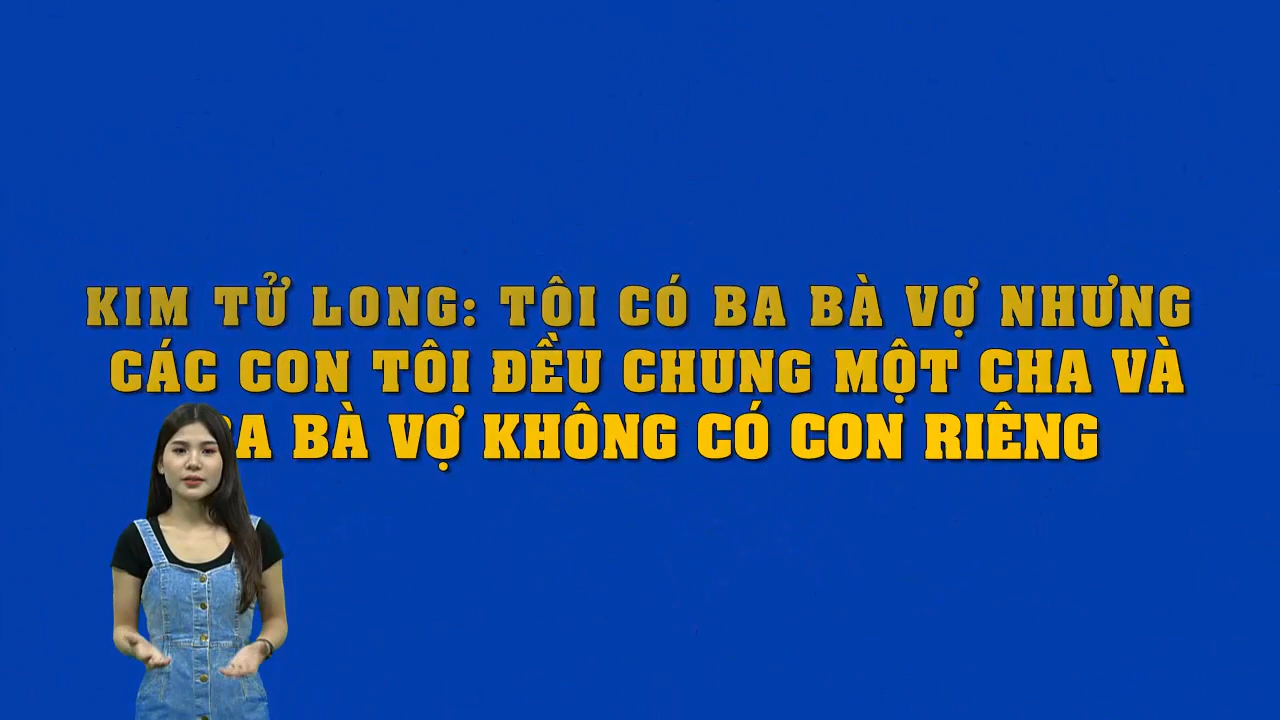 KIM TỬ LONG: TÔI CÓ BA BÀ VỢ NHƯNG
CÁC CON TÔI ĐỀU CHUNG MỘT CHA VÀ
BA BÀ VỢ KHÔNG CÓ CON RIÊNG